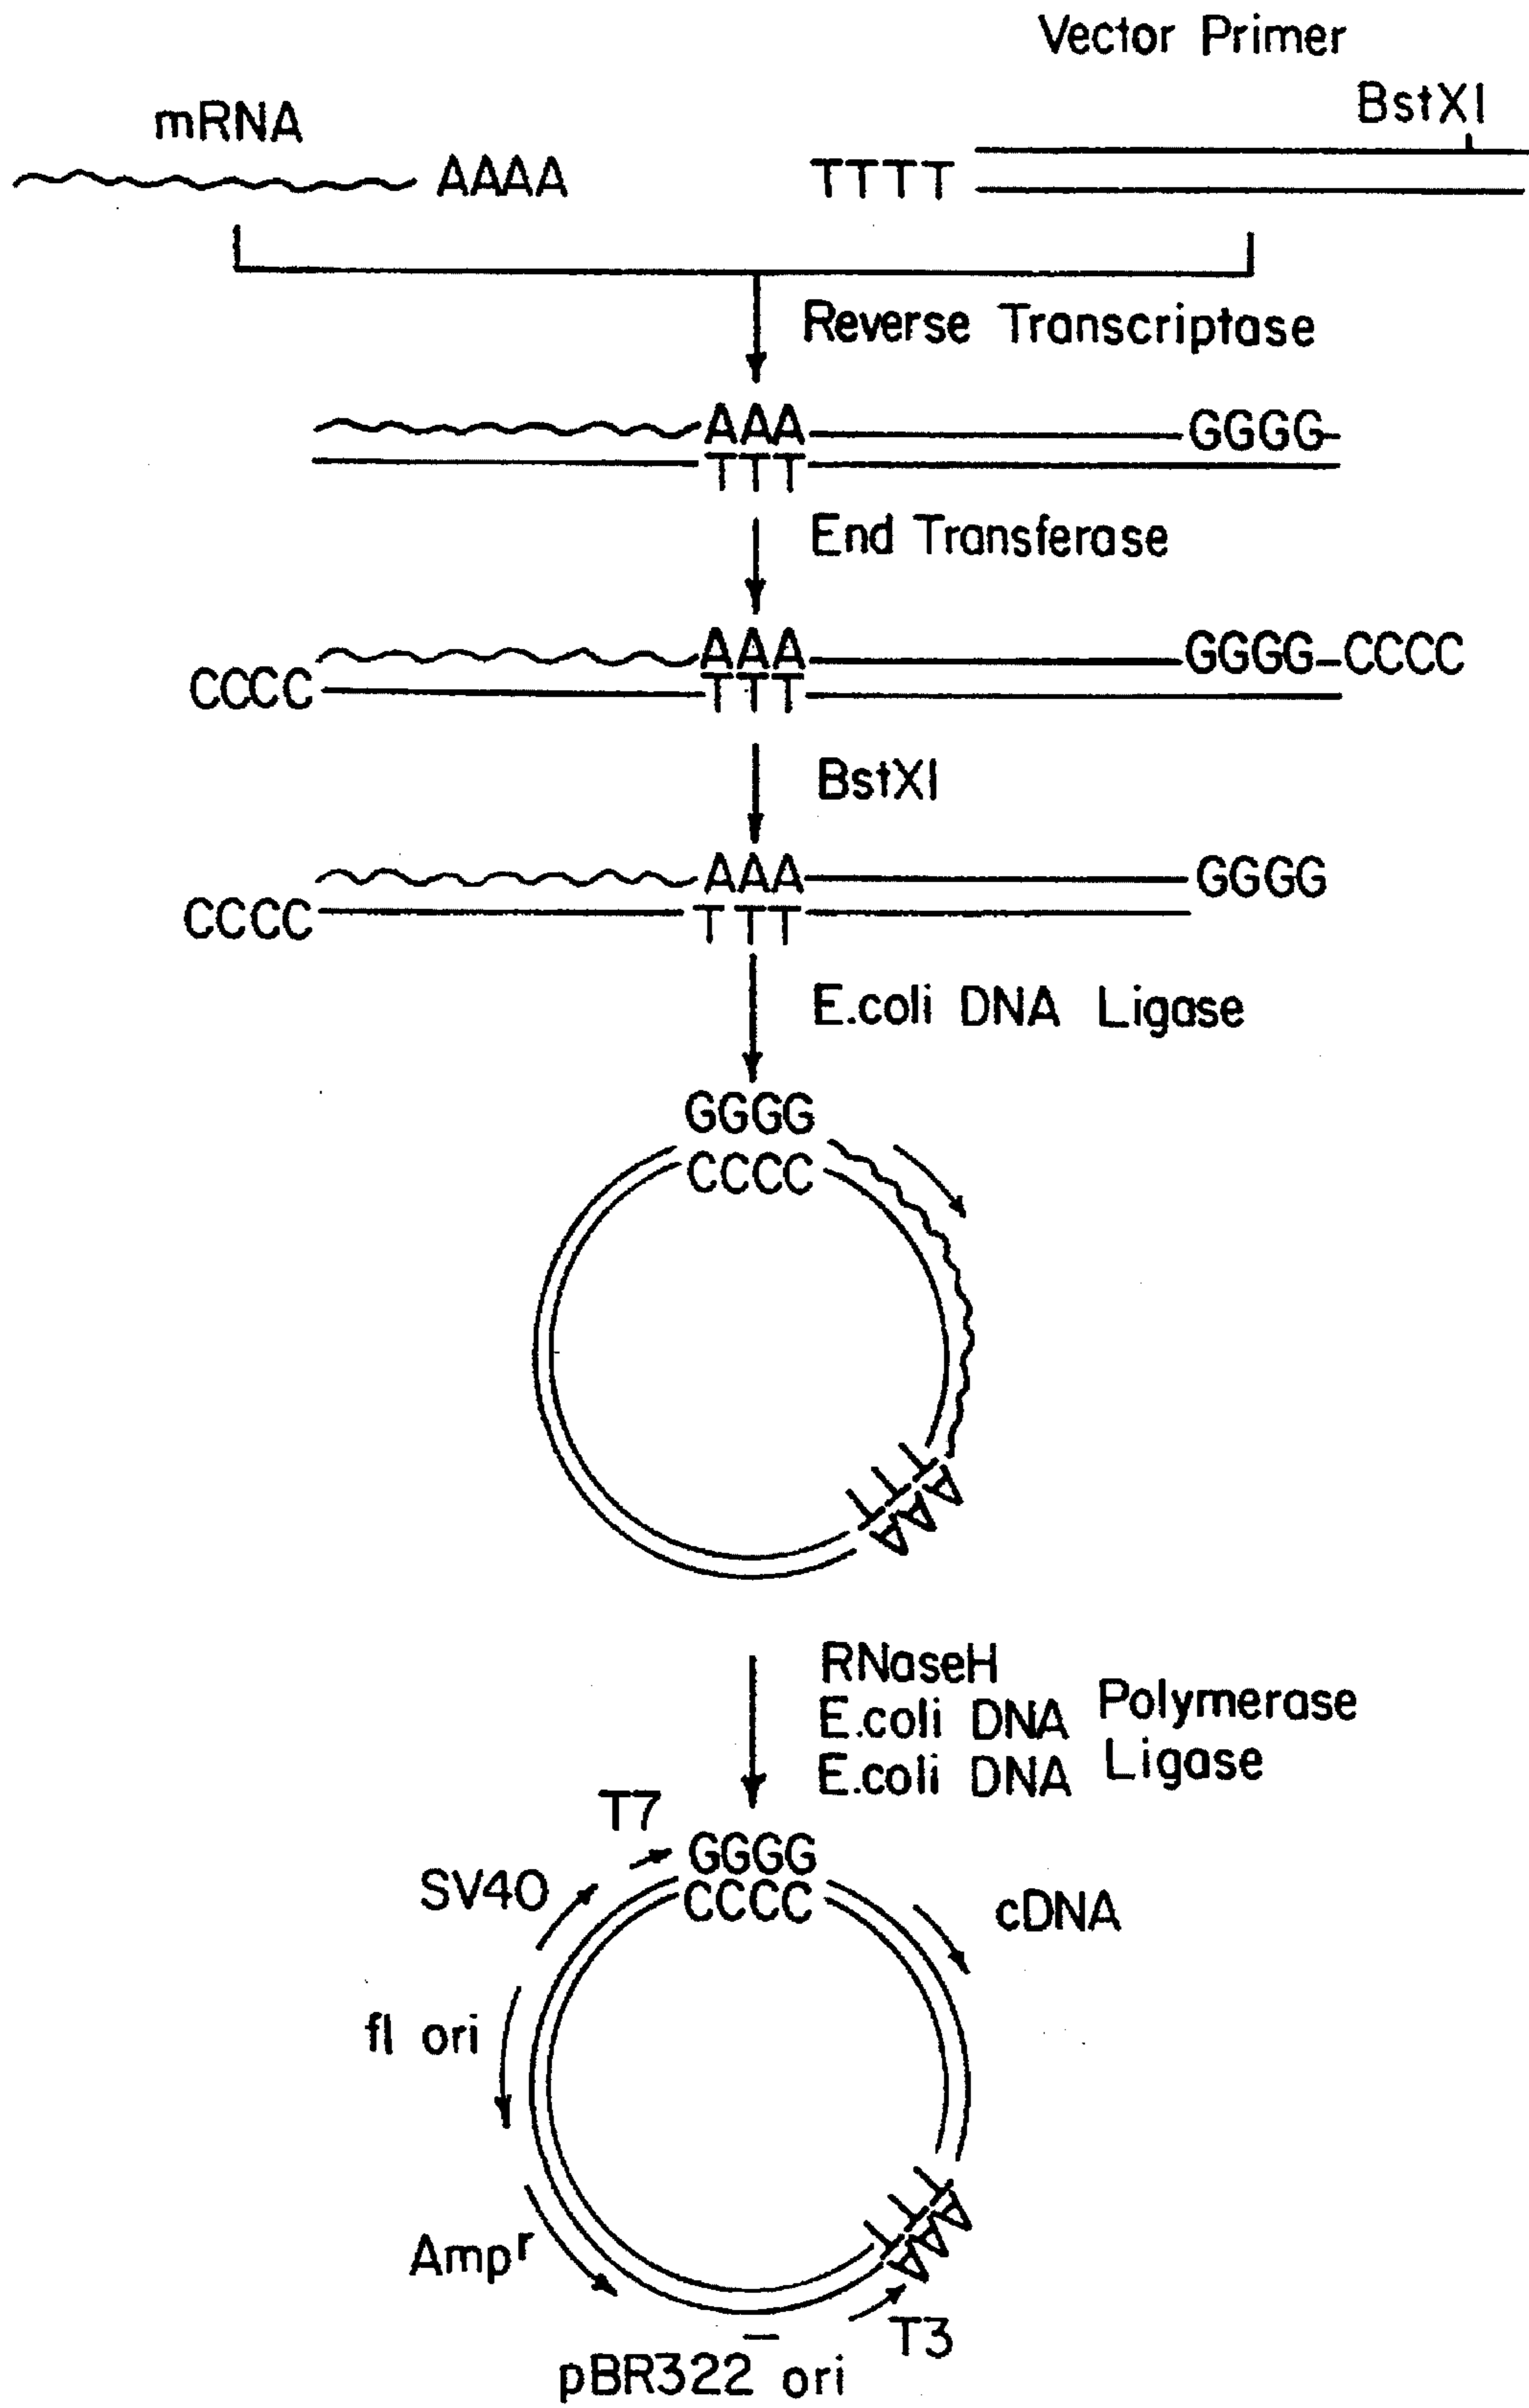 Vector Primer
BstXI
mRNA
AAAA
TTTT
Reverse Transcriptase
AAA
GGGG
TTT
End Transferase
AAA
GGGG-CCCC
CCCC
TTT
BstXI
AAA
GGGG
CCCC
TTT
E.coli DNA Ligase
GGGG
CCCC
TTT
AAA
RNaseH
E.coli DNA Polymerase
E.coli DNA Ligase
T7
GGGG
CCCC
SV40
cDNA
fl ori
TTT
AAA
Ampr
T3
pBR322 ori